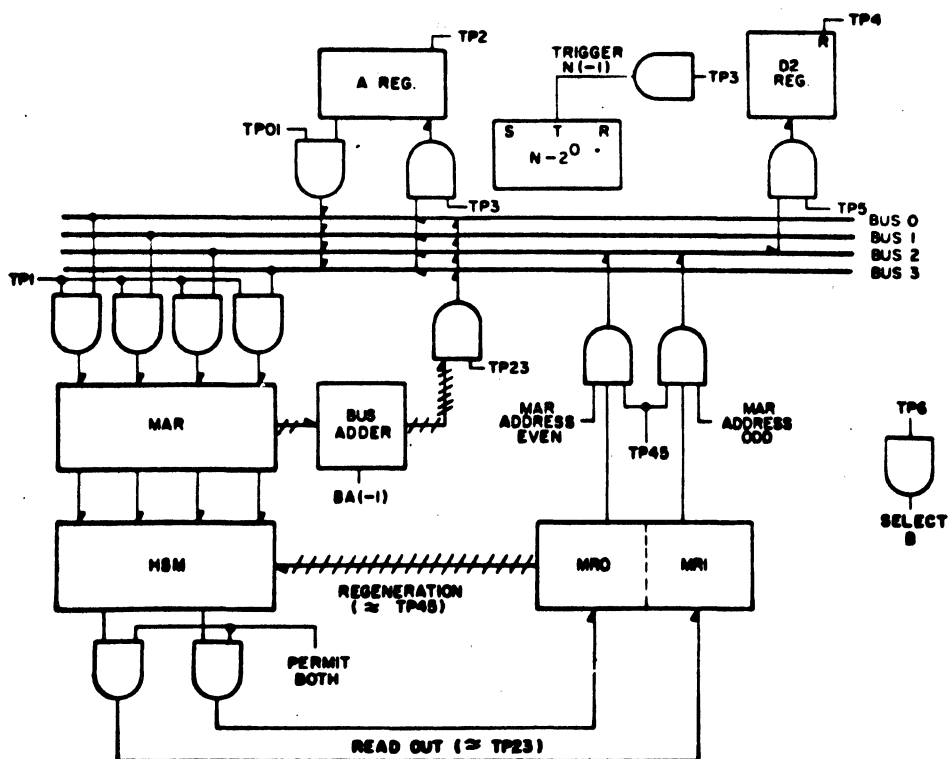 TP2
TP4
A REG.
TRIGGER
N(-1)
TP3
R
D2
REG.
TP01
S T R
N-2⁰
TP3
TP5
BUS 0
BUS 1
BUS 2
BUS 3
TP1
TP23
MAR
BUS
ADDER
MAR
ADDRESS
EVEN
TP45
MAR
ADDRESS
ODD
TP6
BA(-1)
SELECT
B
HSM
REGENERATION
(≈ TP45)
MR0
MR1
PERMIT
BOTH
READ OUT (≈ TP23)